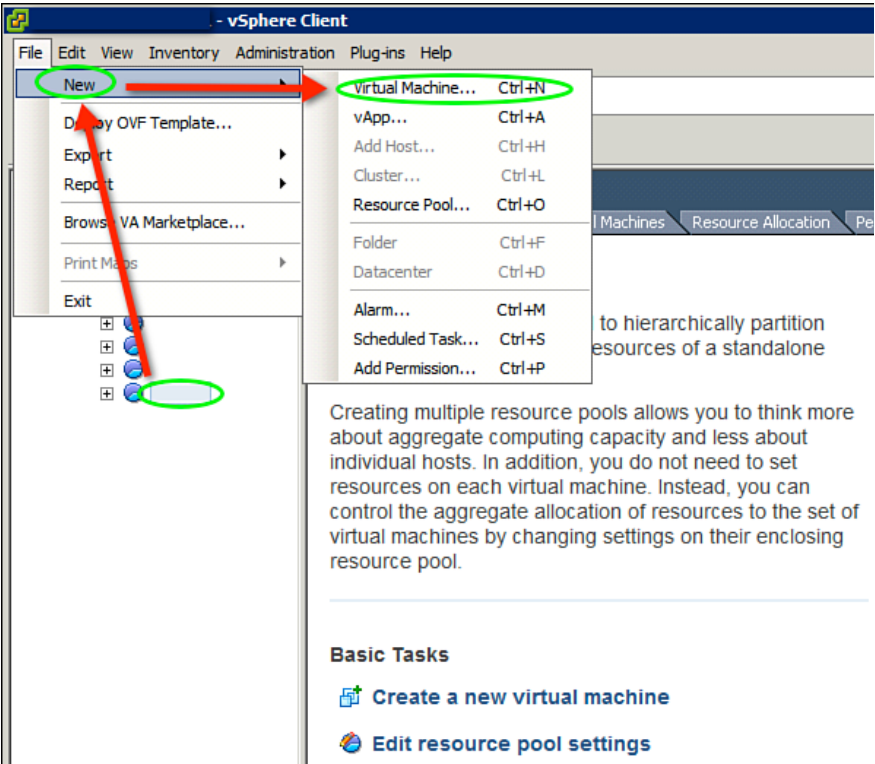 - vSphere Client
File Edit View Inventory Administration Plug-ins Help
New
Deploy OVF Template...
Export
Report
Browse VA Marketplace...
Print Maps
Exit
Virtual Machine... Ctrl+N
vApp... Ctrl+A
Add Host... Ctrl+H
Cluster... Ctrl+L
Resource Pool... Ctrl+O
Folder Ctrl+F
Datacenter Ctrl+D
Alarm... Ctrl+M
Scheduled Task... Ctrl+S
Add Permission... Ctrl+P
l Machines Resource Allocation Pe
to hierarchically partition
esources of a standalone
Creating multiple resource pools allows you to think more
about aggregate computing capacity and less about
individual hosts. In addition, you do not need to set
resources on each virtual machine. Instead, you can
control the aggregate allocation of resources to the set of
virtual machines by changing settings on their enclosing
resource pool.
Basic Tasks
Create a new virtual machine
Edit resource pool settings